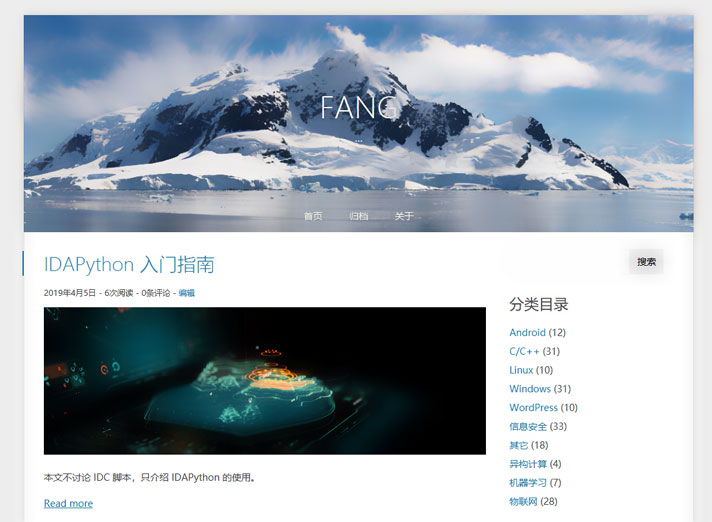 FANG
...
首页 归档 关于
IDAPython 入门指南
2019年4月5日 - 6次阅读 - 0条评论 - 编辑
本文不讨论 IDC 脚本，只介绍 IDAPython 的使用。
Read more
搜索
分类目录
Android (12)
C/C++ (31)
Linux (10)
Windows (31)
WordPress (10)
信息安全 (33)
其它 (18)
异构计算 (4)
机器学习 (7)
物联网 (28)